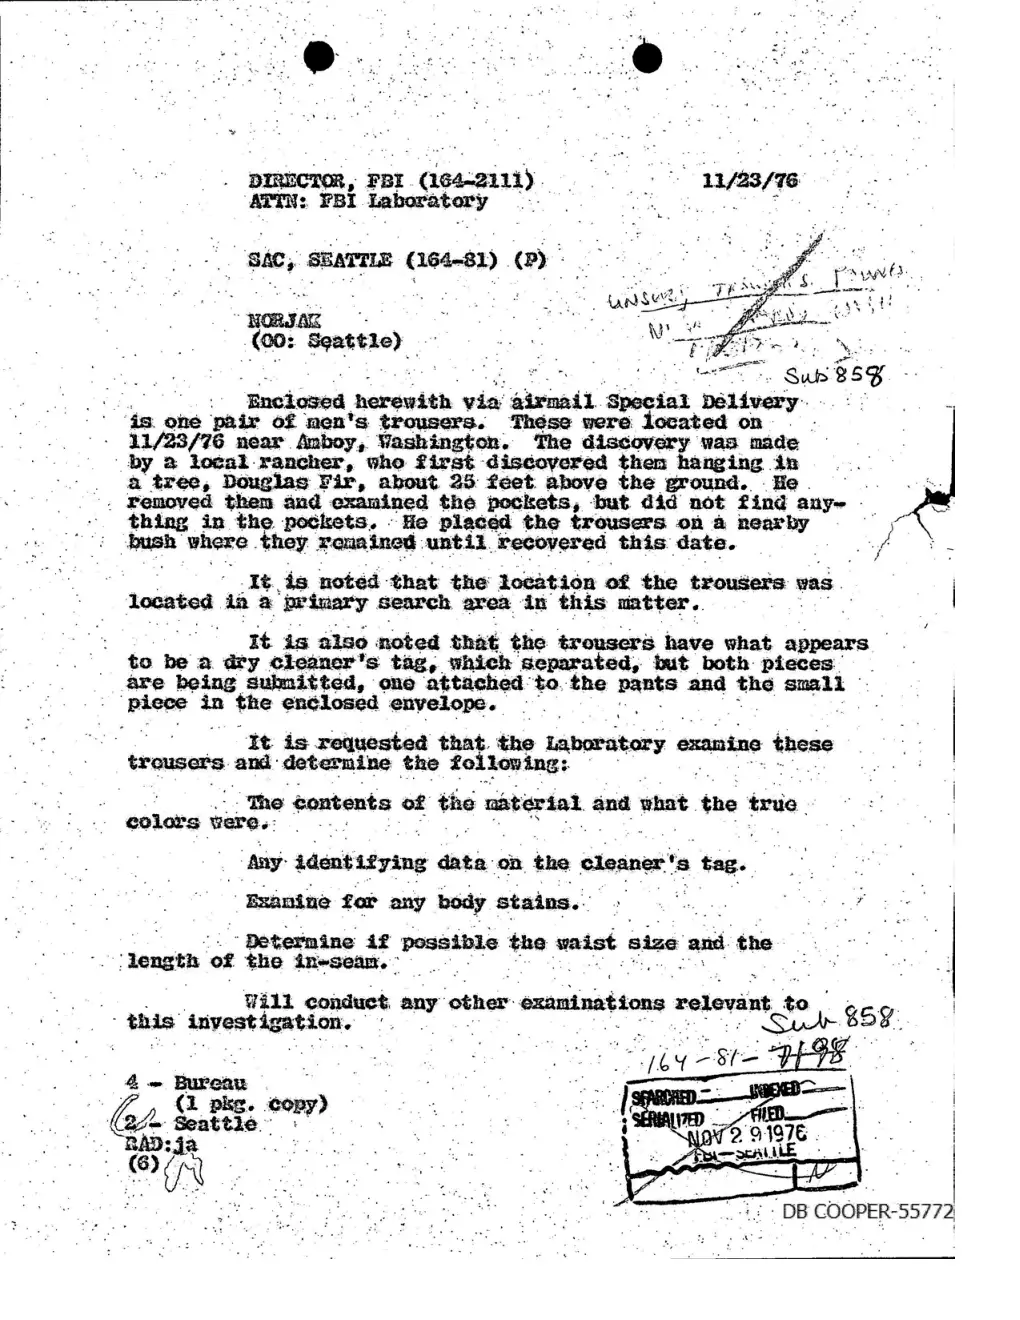 DIRECTOR, FBI (164-2111) 11/23/76
ATTN: FBI Laboratory
SAC, SEATTLE (164-81) (P)
NORJAK
(OO: Seattle)
Sub 858
Enclosed herewith via airmail Special Delivery
is one pair of men's trousers. These were located on
11/23/76 near Amboy, Washington. The discovery was made
by a local rancher, who first discovered them hanging in
a tree, Douglas Fir, about 25 feet above the ground. He
removed them and examined the pockets, but did not find any-
thing in the pockets. He placed the trousers on a nearby
bush where they remained until recovered this date.
It is noted that the location of the trousers was
located in a primary search area in this matter.
It is also noted that the trousers have what appears
to be a dry cleaner's tag, which separated, but both pieces
are being submitted, one attached to the pants and the small
piece in the enclosed envelope.
It is requested that the Laboratory examine these
trousers and determine the following:
The contents of the material and what the true
colors were.
Any identifying data on the cleaner's tag.
Examine for any body stains.
Determine if possible the waist size and the
length of the in-seam.
Will conduct any other examinations relevant to
this investigation.
Sub 858
164-81-7198
4 - Bureau
(1 pkg. copy)
2 - Seattle
RAD:ja
(6)
SEARCHED INDEXED
SERIALIZED FILED
NOV 29 1976
FBI-SEATTLE
DB COOPER-55772